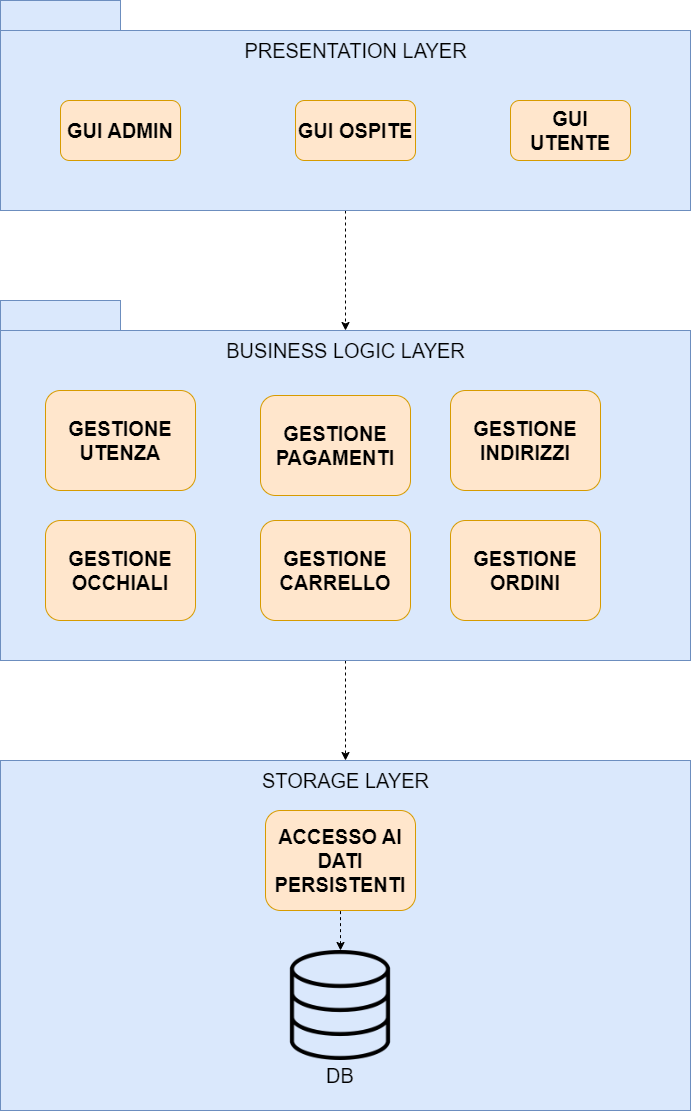 PRESENTATION LAYER
GUI ADMIN
GUI OSPITE
GUI
UTENTE
BUSINESS LOGIC LAYER
GESTIONE
UTENZA
GESTIONE
PAGAMENTI
GESTIONE
INDIRIZZI
GESTIONE
OCCHIALI
GESTIONE
CARRELLO
GESTIONE
ORDINI
STORAGE LAYER
ACCESSO AI
DATI
PERSISTENTI
DB